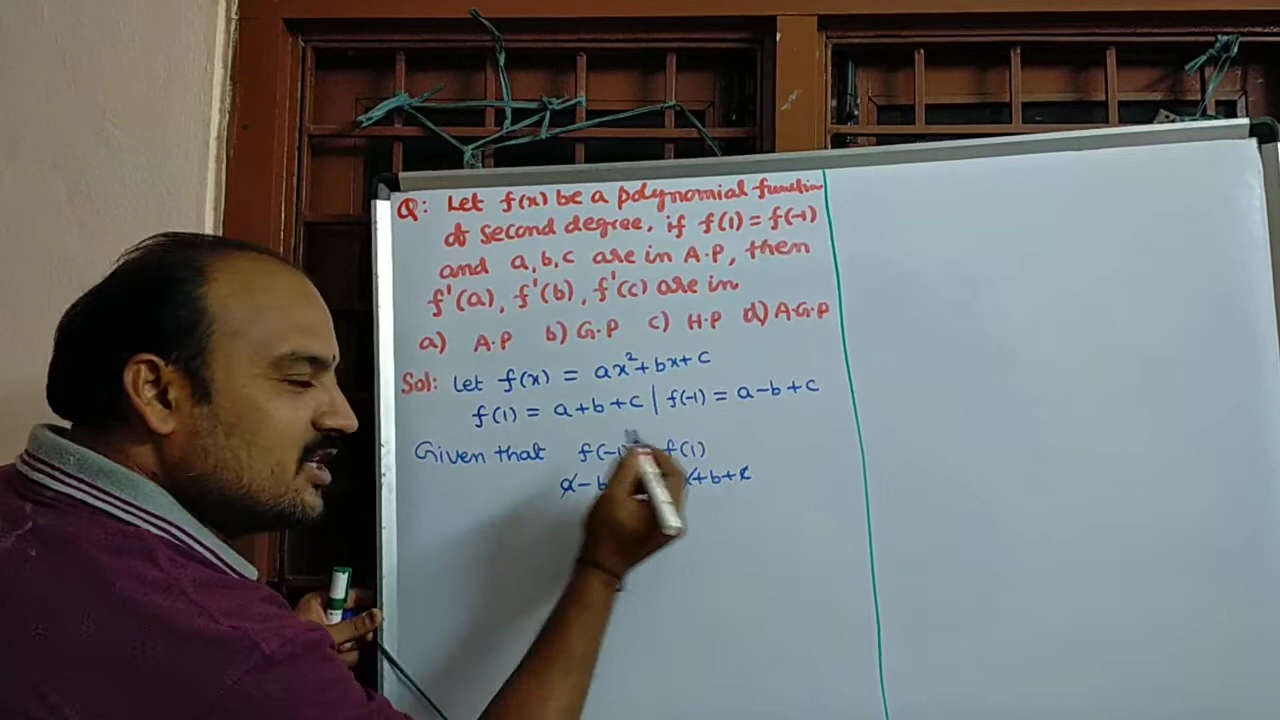 Q: Let f(x) be a polynomial function
of second degree, if f(1) = f(-1)
and a, b, c are in A.P, then
f'(a), f'(b), f'(c) are in
a) A.P b) G.P c) H.P d) A.G.P
Sol: Let f(x) = ax²+bx+c
f(1) = a+b+c | f(-1) = a-b+c
Given that f(-1) f(1)
a-b +b+c